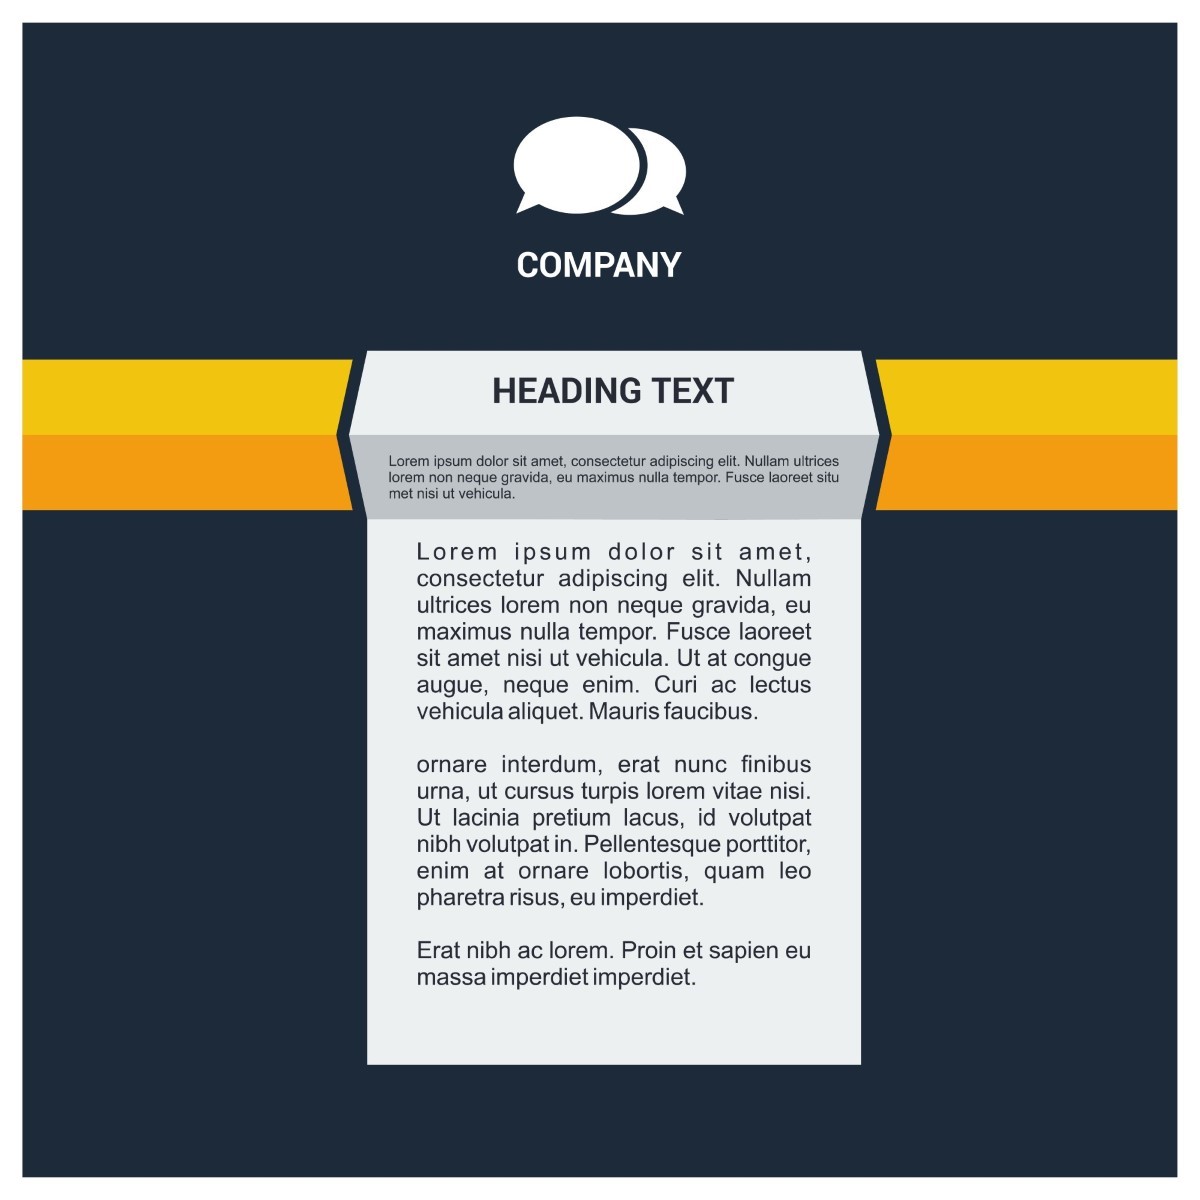 COMPANY
HEADING TEXT
Lorem ipsum dolor sit amet, consectetur adipiscing elit. Nullam ultrices
lorem non neque gravida, eu maximus nulla tempor. Fusce laoreet situ
met nisi ut vehicula.
Lorem ipsum dolor sit amet,
consectetur adipiscing elit. Nullam
ultrices lorem non neque gravida, eu
maximus nulla tempor. Fusce laoreet
sit amet nisi ut vehicula. Ut at congue
augue, neque enim. Curi ac lectus
vehicula aliquet. Mauris faucibus.
ornare interdum, erat nunc finibus
urna, ut cursus turpis lorem vitae nisi.
Ut lacinia pretium lacus, id volutpat
nibh volutpat in. Pellentesque porttitor,
enim at ornare lobortis, quam leo
pharetra risus, eu imperdiet.
Erat nibh ac lorem. Proin et sapien eu
massa imperdiet imperdiet.